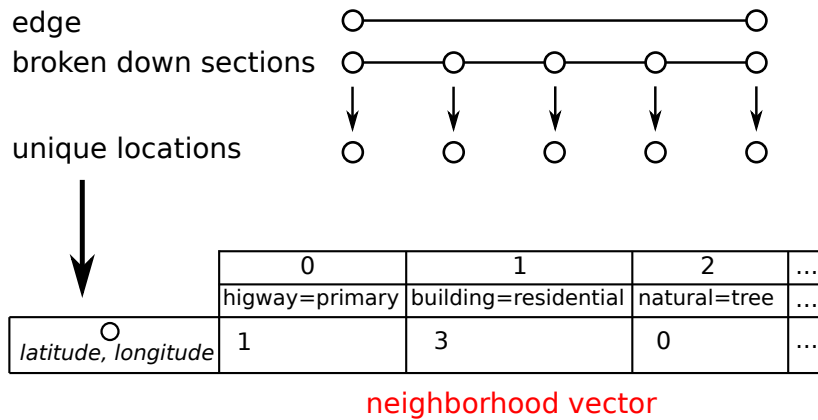 edge
broken down sections
unique locations
0 1 2 ...
higway=primary building=residential natural=tree ...
latitude, longitude 1 3 0 ...
neighborhood vector